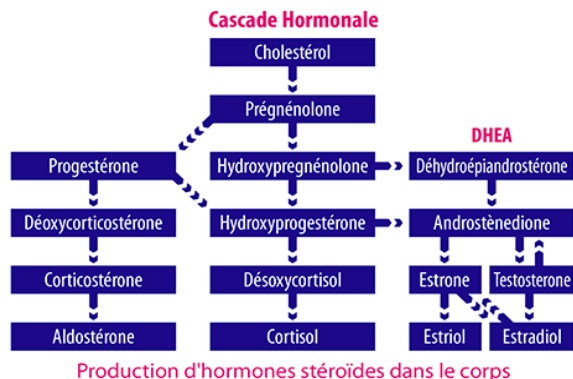 Cascade Hormonale
Cholestérol
Prégnénolone
DHEA
Progestérone
Hydroxypregnénolone
Déhydroépiandrostérone
Déoxycorticostérone
Hydroxyprogestérone
Androstènedione
Corticostérone
Désoxycortisol
Estrone
Testosterone
Aldostérone
Cortisol
Estriol
Estradiol
Production d'hormones stéroïdes dans le corps